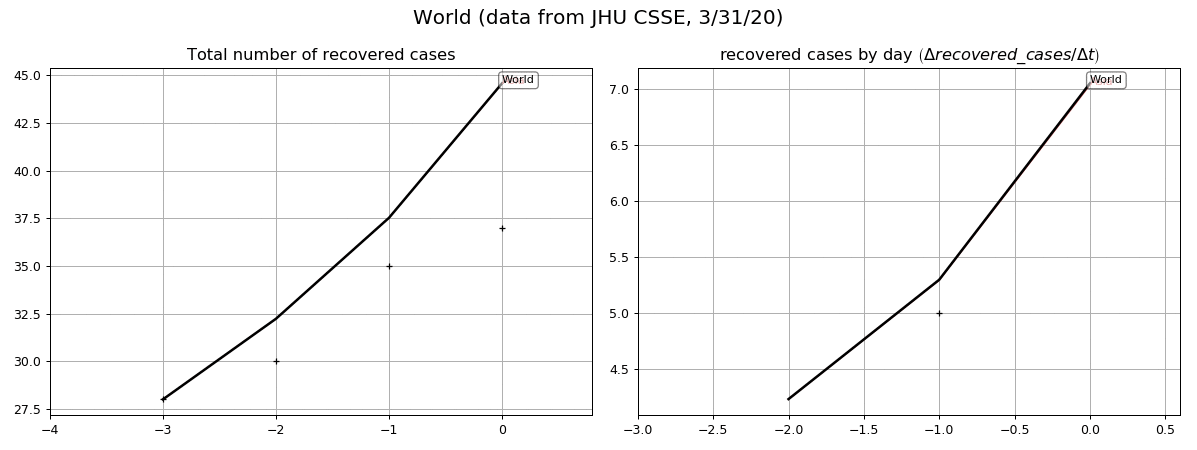 World (data from JHU CSSE, 3/31/20)
Total number of recovered cases
45.0
42.5
40.0
37.5
35.0
32.5
30.0
27.5
−4 −3 −2 −1 0
World
recovered cases by day (Δrecovered_cases/Δt)
7.0
6.5
6.0
5.5
5.0
4.5
−3.0 −2.5 −2.0 −1.5 −1.0 −0.5 0.0 0.5
World